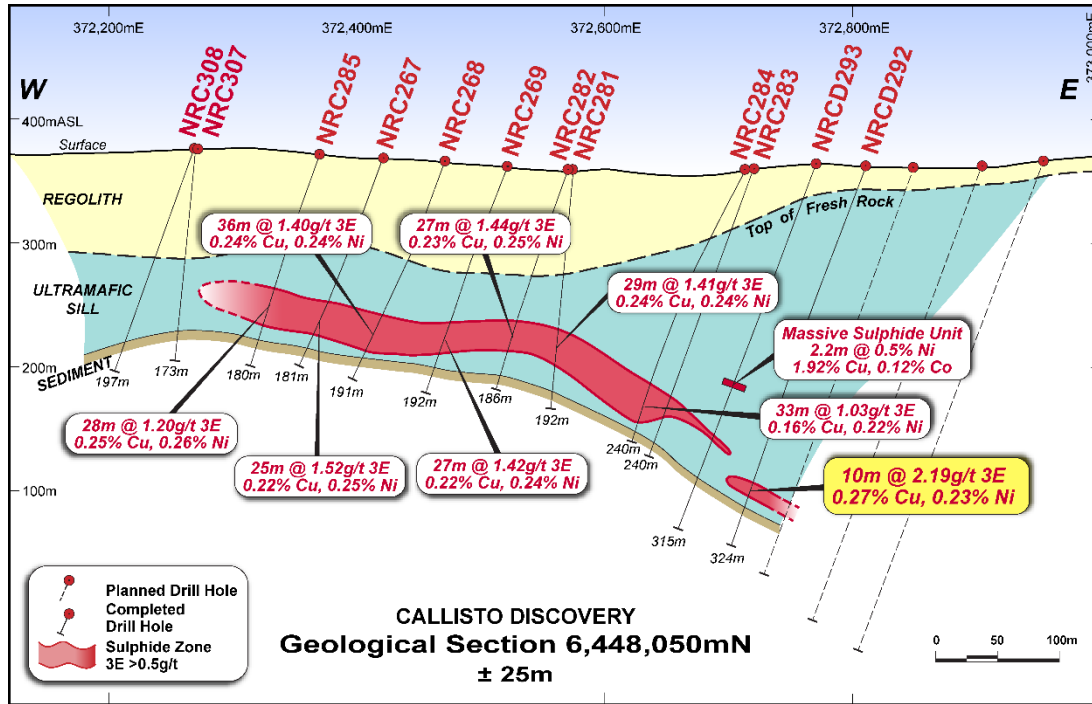 372,200mE
372,400mE
372,600mE
372,800mE
373,000mE
W
E
NRC308
NRC307
NRC285
NRC267
NRC268
NRC269
NRC282
NRC281
NRC284
NRC283
NRCD293
NRCD292
400mASL
Surface
REGOLITH
Top of Fresh Rock
36m @ 1.40g/t 3E
0.24% Cu, 0.24% Ni
27m @ 1.44g/t 3E
0.23% Cu, 0.25% Ni
300m
29m @ 1.41g/t 3E
0.24% Cu, 0.24% Ni
ULTRAMAFIC
SILL
Massive Sulphide Unit
2.2m @ 0.5% Ni
1.92% Cu, 0.12% Co
200m
SEDIMENT
197m
173m
180m
181m
191m
192m
186m
192m
240m
240m
315m
324m
33m @ 1.03g/t 3E
0.16% Cu, 0.22% Ni
28m @ 1.20g/t 3E
0.25% Cu, 0.26% Ni
25m @ 1.52g/t 3E
0.22% Cu, 0.25% Ni
27m @ 1.42g/t 3E
0.22% Cu, 0.24% Ni
10m @ 2.19g/t 3E
0.27% Cu, 0.23% Ni
100m
Planned Drill Hole
Completed
Drill Hole
Sulphide Zone
3E >0.5g/t
CALLISTO DISCOVERY
Geological Section 6,448,050mN
± 25m
0 50 100m